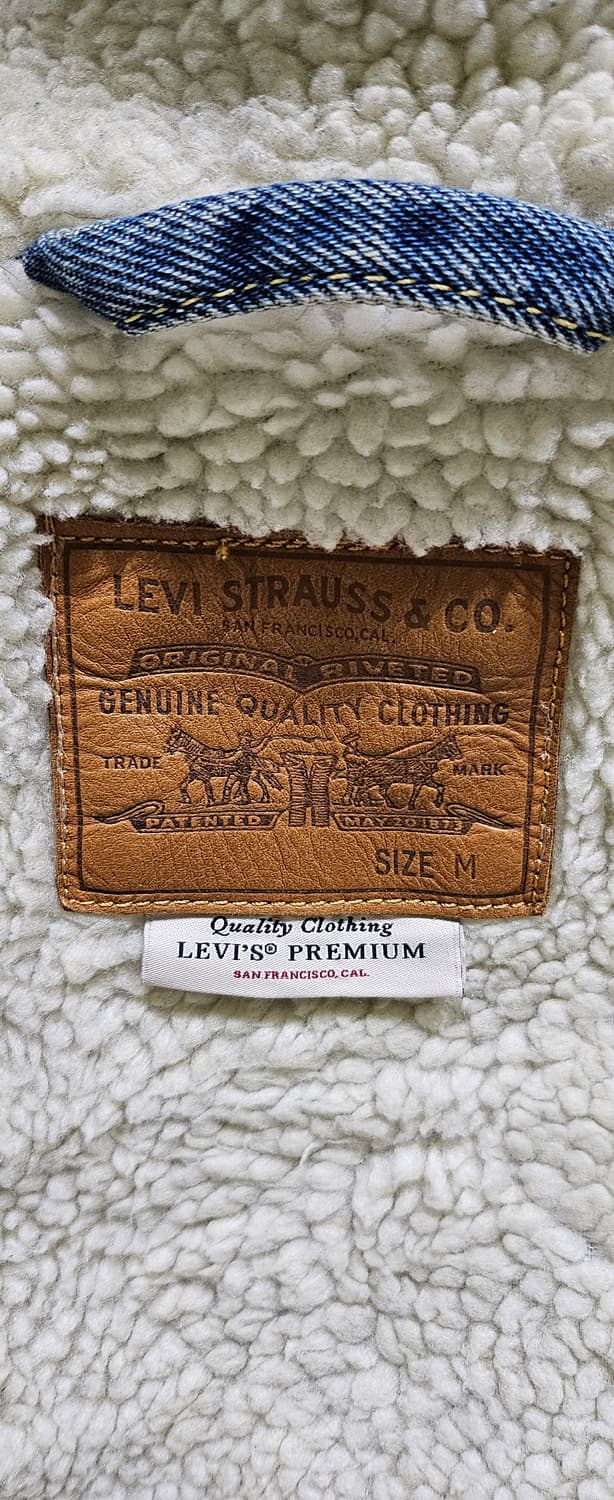 LEVI STRAUSS & CO.
SAN FRANCISCO, CAL.
ORIGINAL RIVETED
GENUINE QUALITY CLOTHING
TRADE MARK
PATENTED MAY 20 1873
SIZE M
Quality Clothing
LEVI'S® PREMIUM
SAN FRANCISCO, CAL.